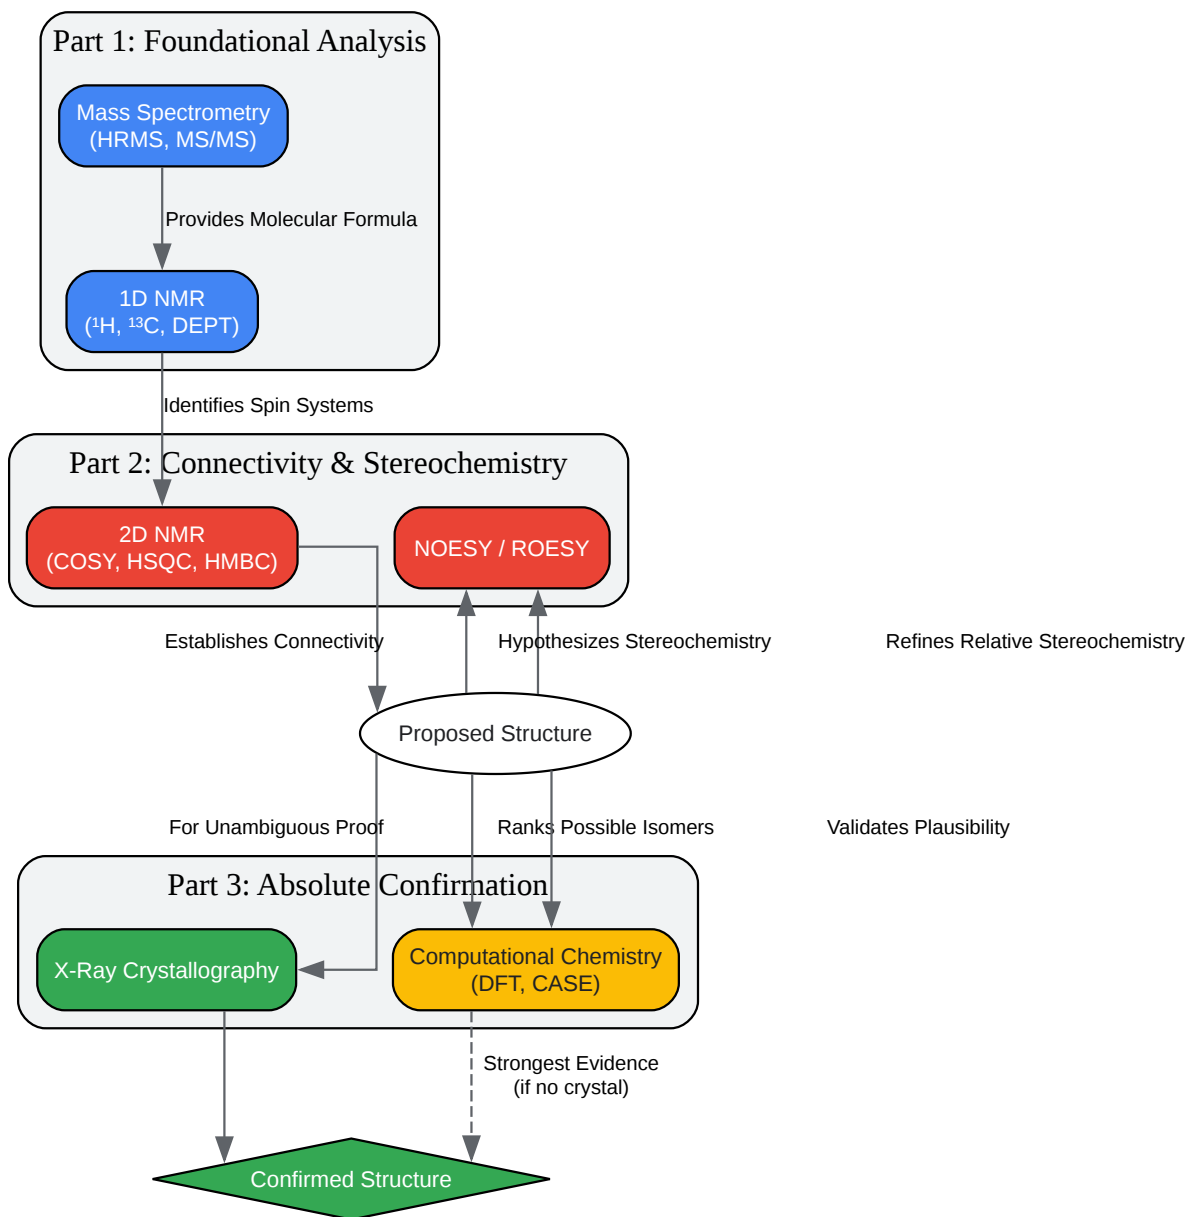 Part 1: Foundational Analysis
Mass Spectrometry
(HRMS, MS/MS)
Provides Molecular Formula
1D NMR
(¹H, ¹³C, DEPT)
Identifies Spin Systems
Part 2: Connectivity & Stereochemistry
2D NMR
(COSY, HSQC, HMBC)
NOESY / ROESY
Establishes Connectivity
Hypothesizes Stereochemistry
Refines Relative Stereochemistry
Proposed Structure
For Unambiguous Proof
Ranks Possible Isomers
Validates Plausibility
Part 3: Absolute Confirmation
X-Ray Crystallography
Computational Chemistry
(DFT, CASE)
Strongest Evidence
(if no crystal)
Confirmed Structure